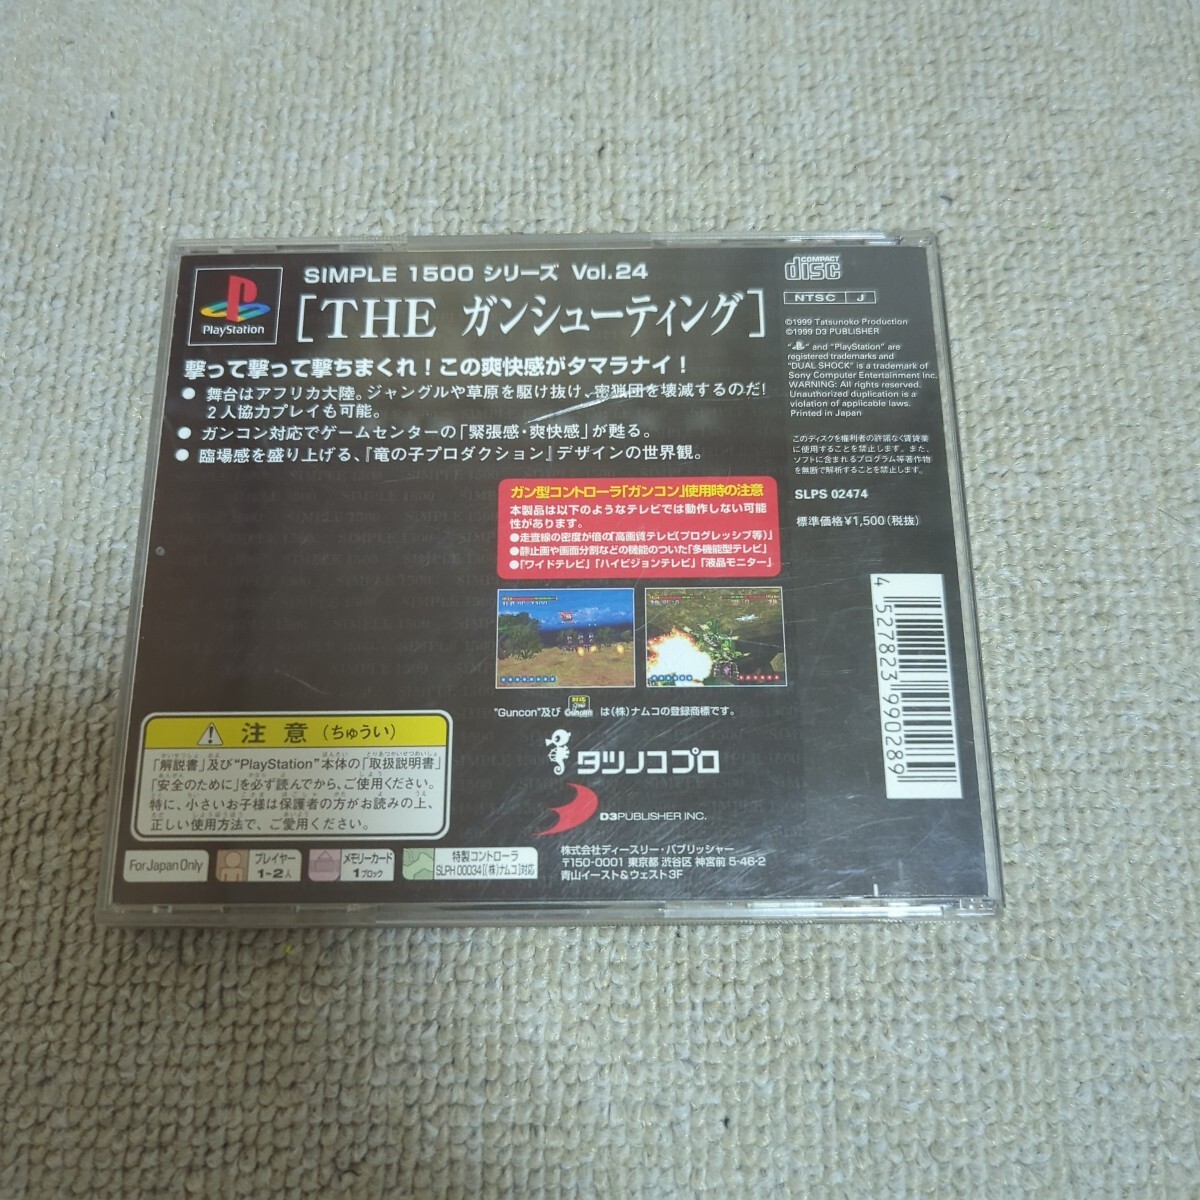 PlayStation
SIMPLE 1500 シリーズ Vol.24
[THE ガンシューティング]
撃って撃って撃ちまくれ！この爽快感がタマラナイ！
● 舞台はアフリカ大陸。ジャングルや草原を駆け抜け、密猟団を壊滅するのだ!
2人協力プレイも可能。
● ガンコン対応でゲームセンターの「緊張感・爽快感」が甦る。
● 臨場感を盛り上げる、『竜の子プロダクション』デザインの世界観。
COMPACT
disc
NTSC J
©1999 Tatsunoko Production
©1999 D3 PUBLISHER
" " and "PlayStation" are
registered trademarks and
"DUAL SHOCK" is a trademark of
Sony Computer Entertainment Inc.
WARNING: All rights reserved.
Unauthorized duplication is a
violation of applicable laws.
Printed in Japan
このディスクを権利者の許諾なく賃貸業
に使用することを禁止します。また、
ソフトに含まれるプログラム等著作物
を無断で解析することを禁止します。
SLPS 02474
標準価格￥1,500(税抜)
ガン型コントローラ「ガンコン」使用時の注意
本製品は以下のようなテレビでは動作しない可能
性があります。
●走査線の密度が倍の「高画質テレビ(プログレッシブ等)」
●静止画や画面分割などの機能のついた「多機能型テレビ」
●「ワイドテレビ」「ハイビジョンテレビ」「液晶モニター」
"Guncon"及び 対応 Guncon は(株)ナムコの登録商標です。
タツノコプロ
D3PUBLISHER INC.
株式会社ディースリー・パブリッシャー
〒150-0001 東京都 渋谷区 神宮前 5-46-2
青山イースト&ウェスト3F
4 527823 990289
注意 (ちゅうい)
「解説書」及び"PlayStation"本体の「取扱説明書」
「安全のために」を必ず読んでから、ご使用ください。
特に、小さいお子様は保護者の方がお読みの上、
正しい使用方法で、ご愛用ください。
For Japan Only
プレイヤー
1-2人
メモリーカード
1ブロック
特製コントローラ
SLPH 00034[(株)ナムコ]対応